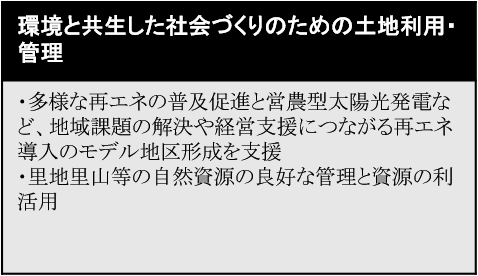 環境と共生した社会づくりのための土地利用・
管理
・多様な再エネの普及促進と営農型太陽光発電な
ど、地域課題の解決や経営支援につながる再エネ
導入のモデル地区形成を支援
・里地里山等の自然資源の良好な管理と資源の利
活用